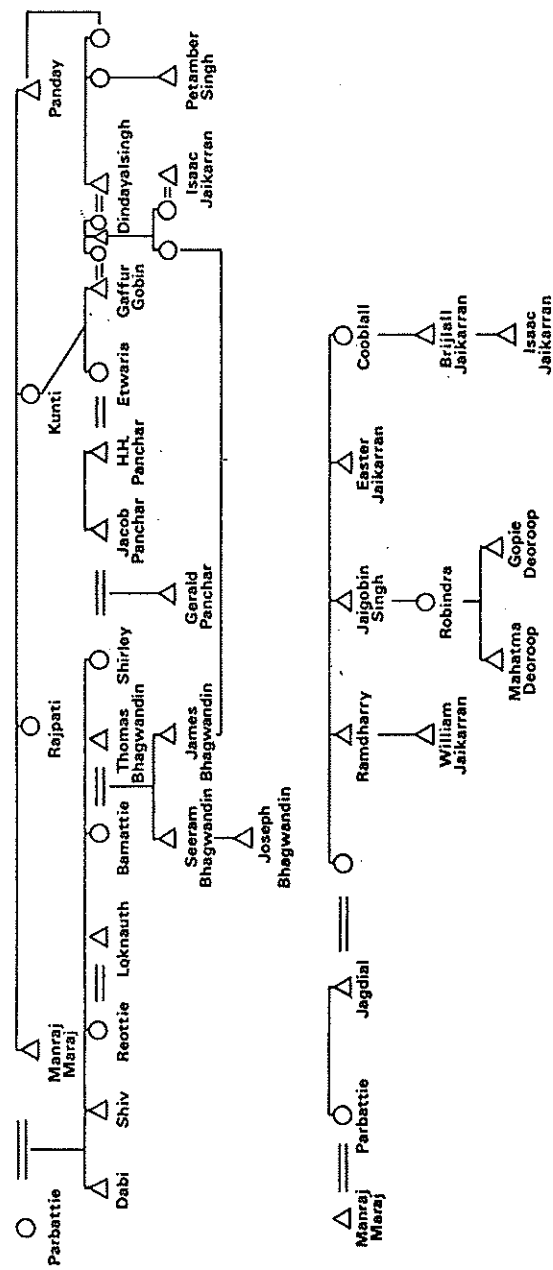 Parbattie
Manraj
Maraj
Rajpati
Kunti
Panday
Dabi
Shiv
Reottie
Loknauth
Bamattie
Thomas
Bhagwandin
Shirley
Jacob
Panchar
H.H.
Panchar
Etwaria
Gaffur
Gobin
Dindayalsingh
Petamber
Singh
Seeram
Bhagwandin
James
Bhagwandin
Gerald
Panchar
Isaac
Jaikarran
Joseph
Bhagwandin
Manraj
Maraj
Parbattie
Jagdial
Ramdharry
Jaigobin
Singh
Easter
Jaikarran
Cooblall
William
Jaikarran
Robindra
Brijlall
Jaikarran
Mahatma
Deoroop
Gopie
Deoroop
Isaac
Jaikarran